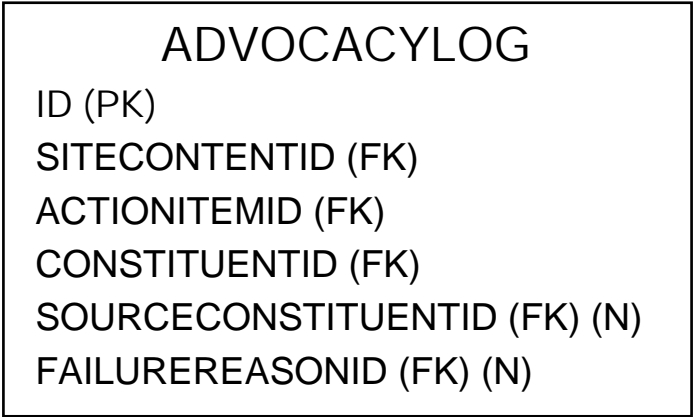 ADVOCACYLOG
ID (PK)
SITECONTENTID (FK)
ACTIONITEMID (FK)
CONSTITUENTID (FK)
SOURCECONSTITUENTID (FK) (N)
FAILUREREASONID (FK) (N)